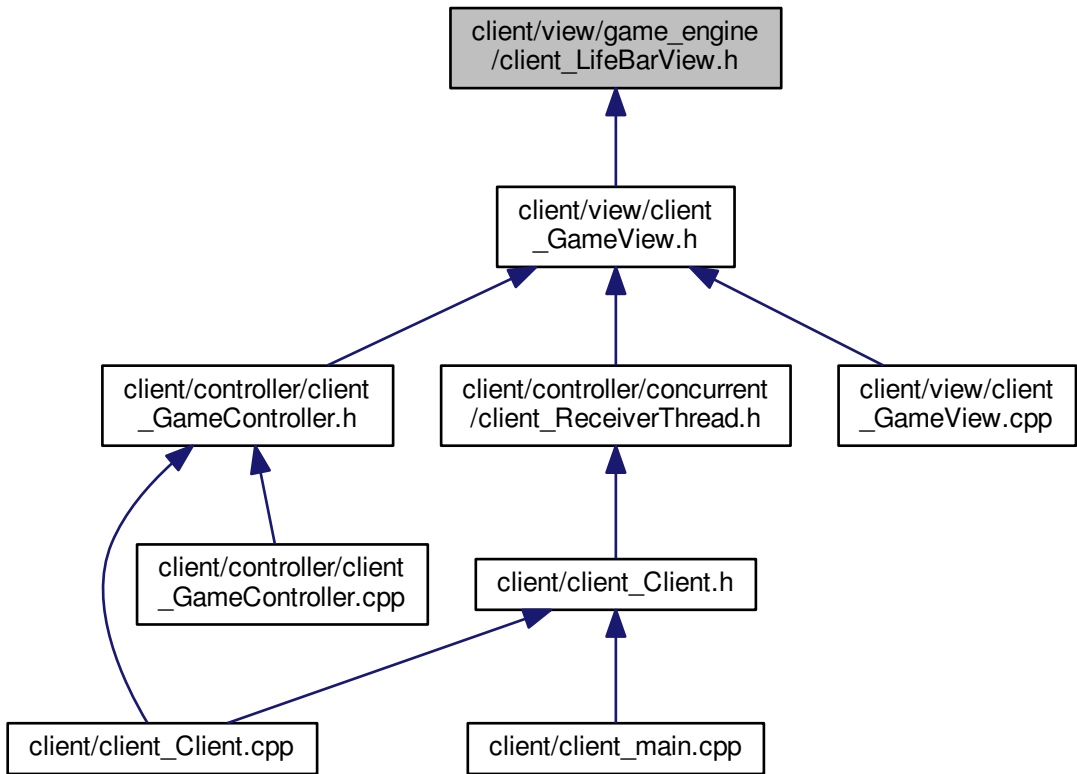 client/view/game_engine
/client_LifeBarView.h
client/view/client
_GameView.h
client/controller/client
_GameController.h
client/controller/concurrent
/client_ReceiverThread.h
client/view/client
_GameView.cpp
client/controller/client
_GameController.cpp
client/client_Client.h
client/client_Client.cpp
client/client_main.cpp